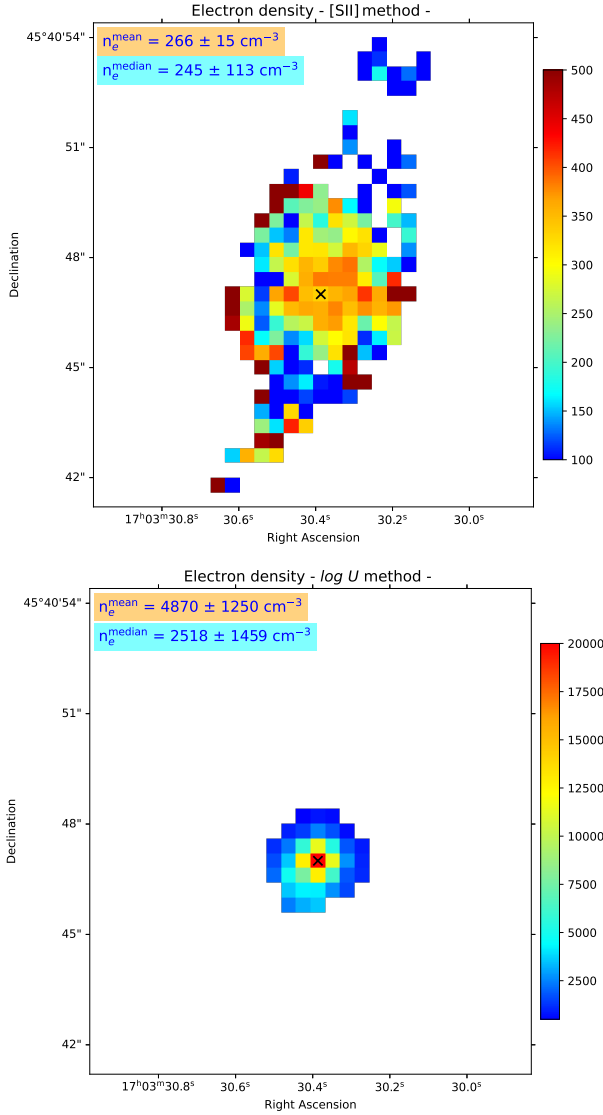 Electron density - [SII] method -
45°40'54"
n_e^mean = 266 ± 15 cm⁻³
n_e^median = 245 ± 113 cm⁻³
500
450
400
51"
350
48"
300
Declination
250
45"
200
150
42"
100
17ʰ03ᵐ30.8ˢ 30.6ˢ 30.4ˢ 30.2ˢ 30.0ˢ
Right Ascension
Electron density - log U method -
45°40'54"
n_e^mean = 4870 ± 1250 cm⁻³
n_e^median = 2518 ± 1459 cm⁻³
20000
17500
51"
15000
12500
48"
Declination
10000
7500
45"
5000
2500
42"
17ʰ03ᵐ30.8ˢ 30.6ˢ 30.4ˢ 30.2ˢ 30.0ˢ
Right Ascension